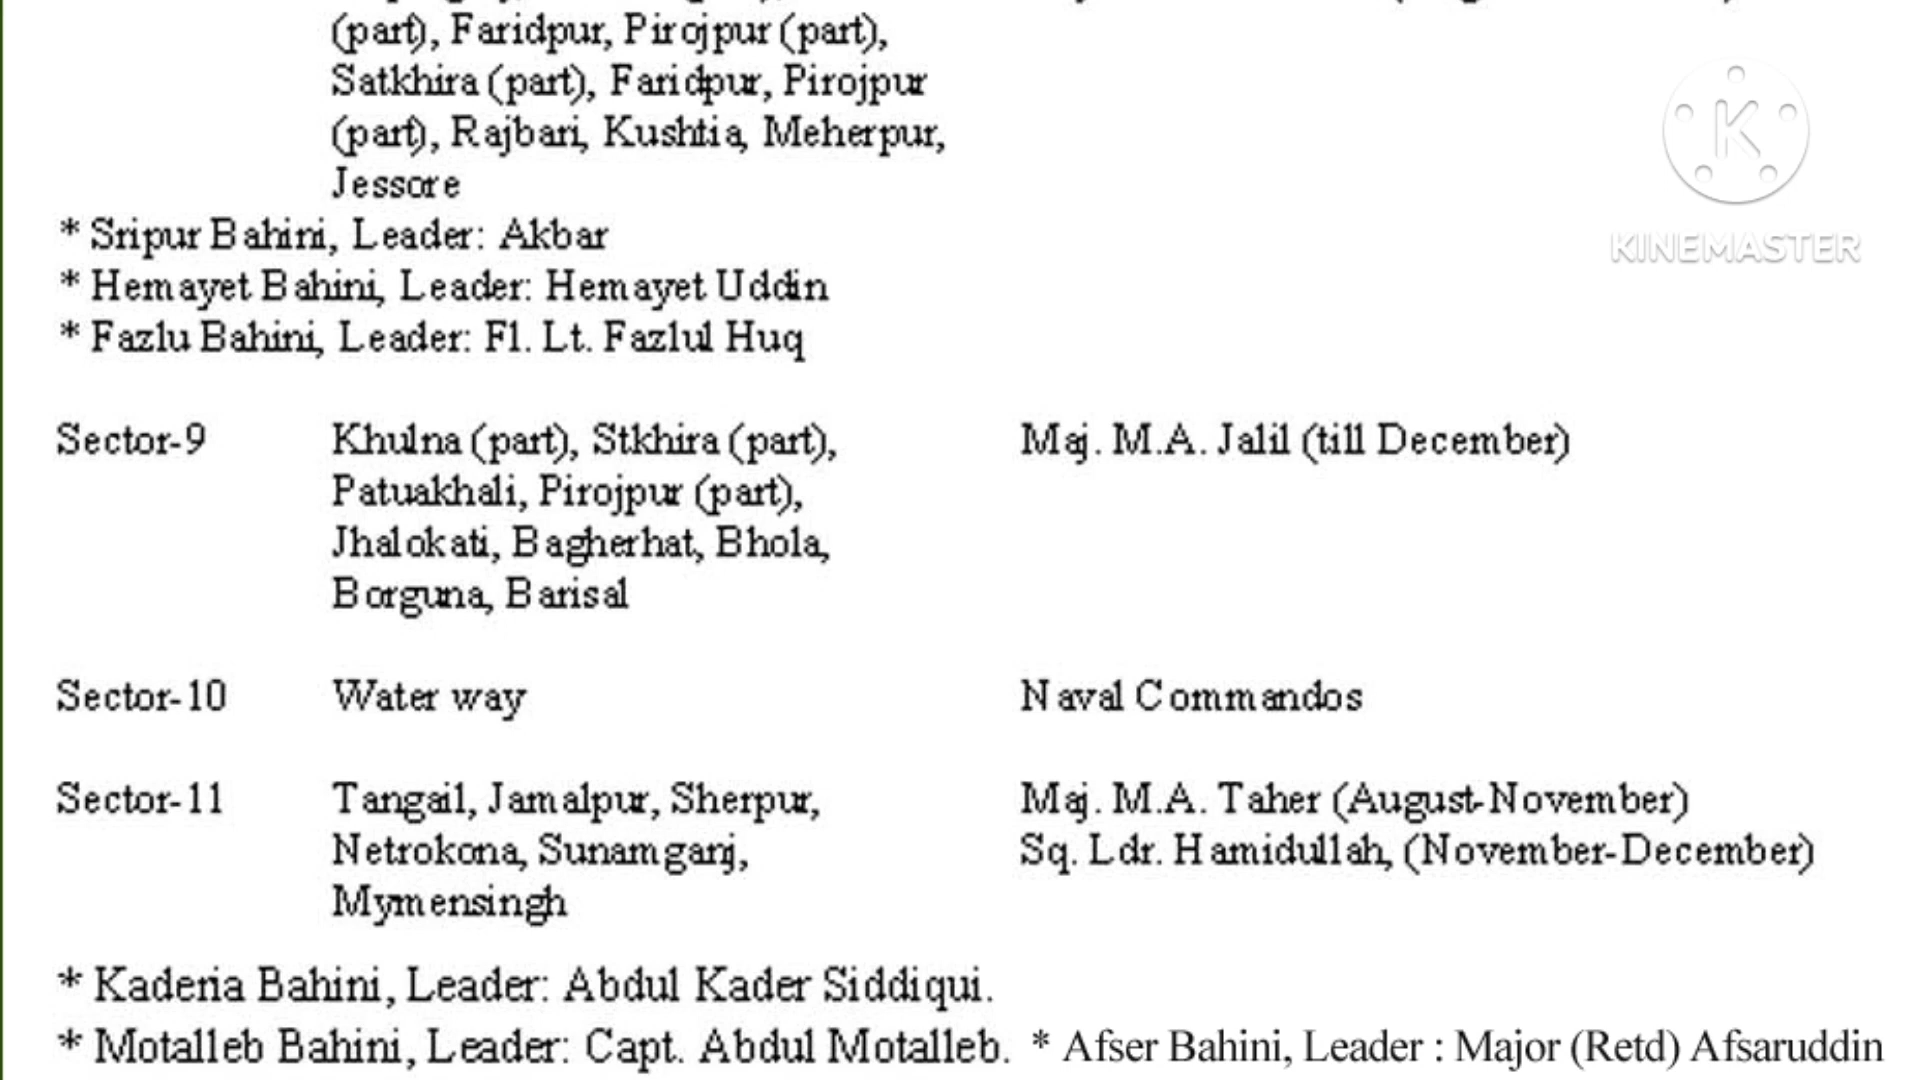 (part), Faridpur, Pirojpur (part),
Satkhira (part), Faridpur, Pirojpur
(part), Rajbari, Kushtia, Meherpur,
Jessore
K
KINEMASTER
* Sripur Bahini, Leader: Akbar
* Hemayet Bahini, Leader: Hemayet Uddin
* Fazlu Bahini, Leader: Fl. Lt. Fazlul Huq
Sector-9 Khulna (part), Stkhira (part), Maj. M.A. Jalil (till December)
Patuakhali, Pirojpur (part),
Jhalokati, Bagherhat, Bhola,
Borguna, Barisal
Sector-10 Water way Naval Commandos
Sector-11 Tangail, Jamalpur, Sherpur, Maj. M.A. Taher (August-November)
Netrokona, Sunamganj, Sq. Ldr. Hamidullah, (November-December)
Mymensingh
* Kaderia Bahini, Leader: Abdul Kader Siddiqui.
* Motalleb Bahini, Leader: Capt. Abdul Motalleb. * Afser Bahini, Leader : Major (Retd) Afsaruddin